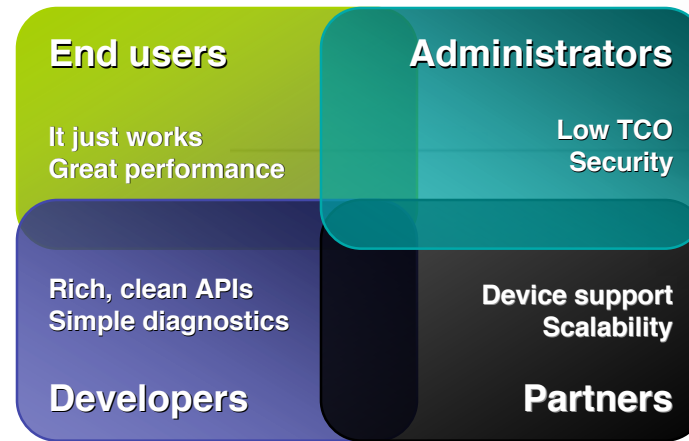 End users
It just works
Great performance
Administrators
Low TCO
Security
Rich, clean APIs
Simple diagnostics
Developers
Device support
Scalability
Partners